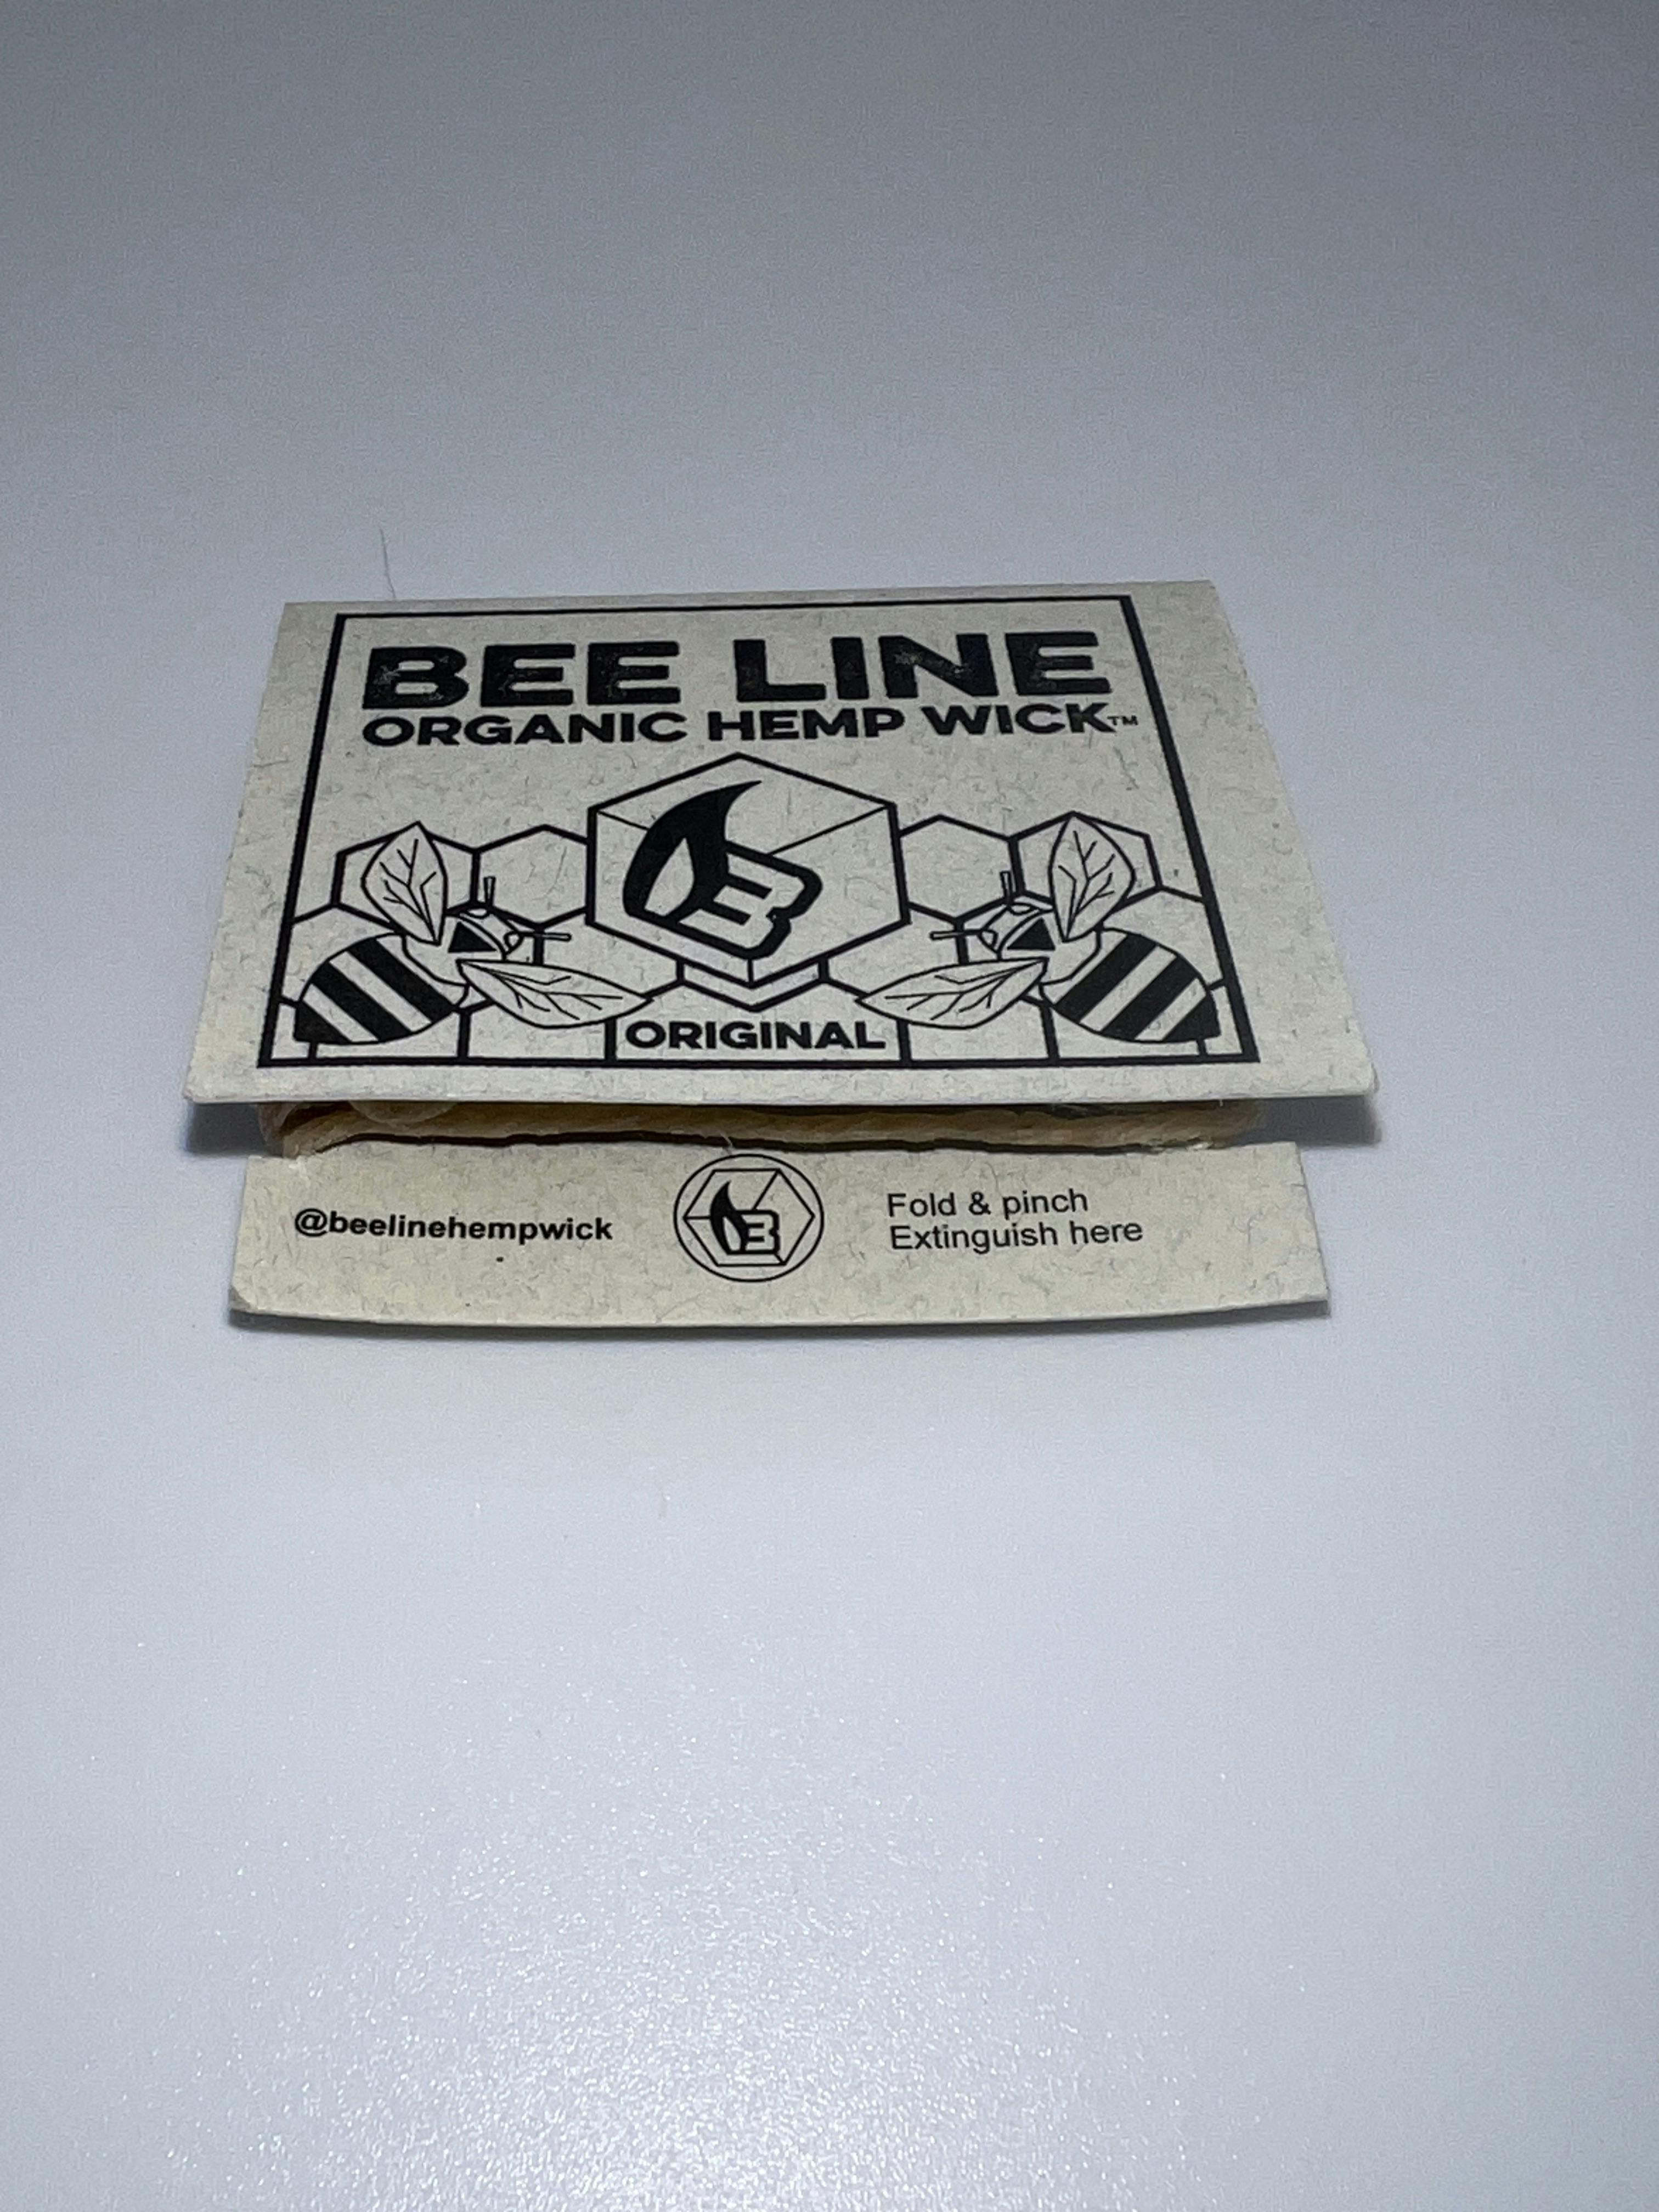 BEE LINE
ORGANIC HEMP WICK™
B
ORIGINAL
@beelinehempwick
B
Fold & pinch
Extinguish here